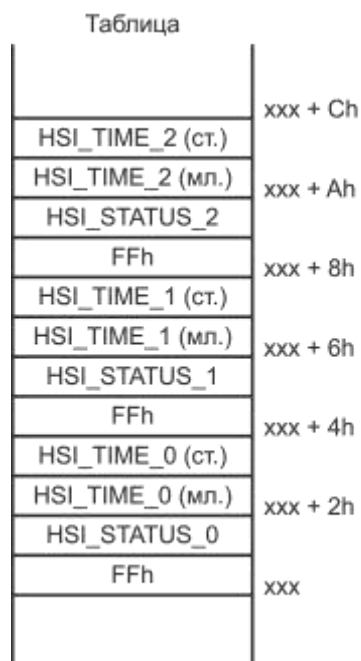 Таблица
xxx + Ch
HSI_TIME_2 (ст.)
HSI_TIME_2 (мл.)
xxx + Ah
HSI_STATUS_2
FFh
xxx + 8h
HSI_TIME_1 (ст.)
HSI_TIME_1 (мл.)
xxx + 6h
HSI_STATUS_1
FFh
xxx + 4h
HSI_TIME_0 (ст.)
HSI_TIME_0 (мл.)
xxx + 2h
HSI_STATUS_0
FFh
xxx